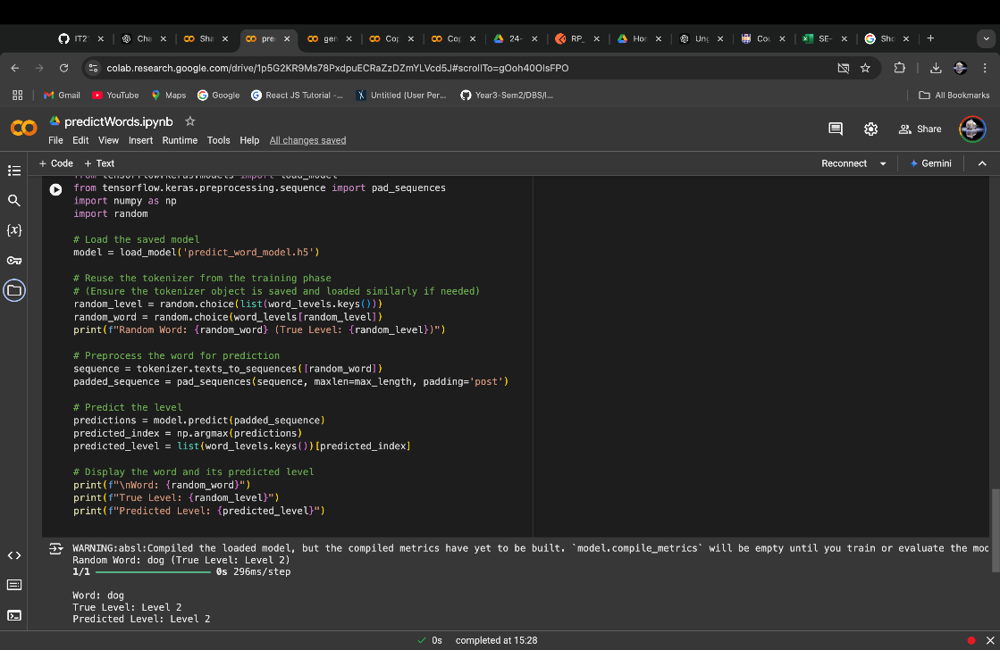 IT2
Cha
Sha
pre
gen
Cop
Cop
24-
RP_
Hor
Ung
Cou
SE-
Sho
colab.research.google.com/drive/1p5G2KR9Ms78PxdpuECRaZzDZmYLVcd5J#scrollTo=gOoh40OIsFPO
Gmail
YouTube
Maps
Google
React JS Tutorial -...
Untitled (User Per...
Year3-Sem2/DBS/l...
All Bookmarks
predictWords.ipynb
File Edit View Insert Runtime Tools Help All changes saved
Share
+ Code + Text
Reconnect
Gemini
from tensorflow.keras.models import load_model
from tensorflow.keras.preprocessing.sequence import pad_sequences
import numpy as np
import random
# Load the saved model
model = load_model('predict_word_model.h5')
# Reuse the tokenizer from the training phase
# (Ensure the tokenizer object is saved and loaded similarly if needed)
random_level = random.choice(list(word_levels.keys()))
random_word = random.choice(word_levels[random_level])
print(f"Random Word: {random_word} (True Level: {random_level})")
# Preprocess the word for prediction
sequence = tokenizer.texts_to_sequences([random_word])
padded_sequence = pad_sequences(sequence, maxlen=max_length, padding='post')
# Predict the level
predictions = model.predict(padded_sequence)
predicted_index = np.argmax(predictions)
predicted_level = list(word_levels.keys())[predicted_index]
# Display the word and its predicted level
print(f"\nWord: {random_word}")
print(f"True Level: {random_level}")
print(f"Predicted Level: {predicted_level}")
WARNING:absl:Compiled the loaded model, but the compiled metrics have yet to be built. `model.compile_metrics` will be empty until you train or evaluate the mod
Random Word: dog (True Level: Level 2)
1/1 0s 296ms/step
Word: dog
True Level: Level 2
Predicted Level: Level 2
0s completed at 15:28